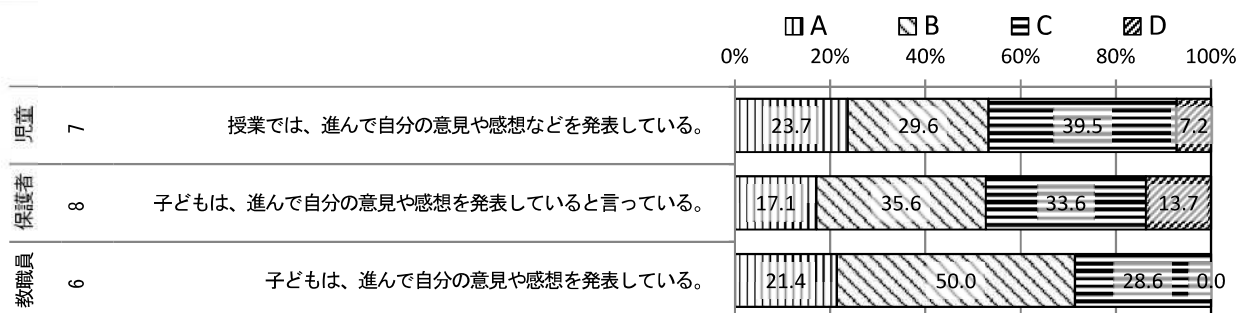 A B C D
0% 20% 40% 60% 80% 100%
児童 7 授業では、進んで自分の意見や感想などを発表している。 23.7 29.6 39.5 7.2
保護者 8 子どもは、進んで自分の意見や感想を発表していると言っている。 17.1 35.6 33.6 13.7
教職員 6 子どもは、進んで自分の意見や感想を発表している。 21.4 50.0 28.6 0.0